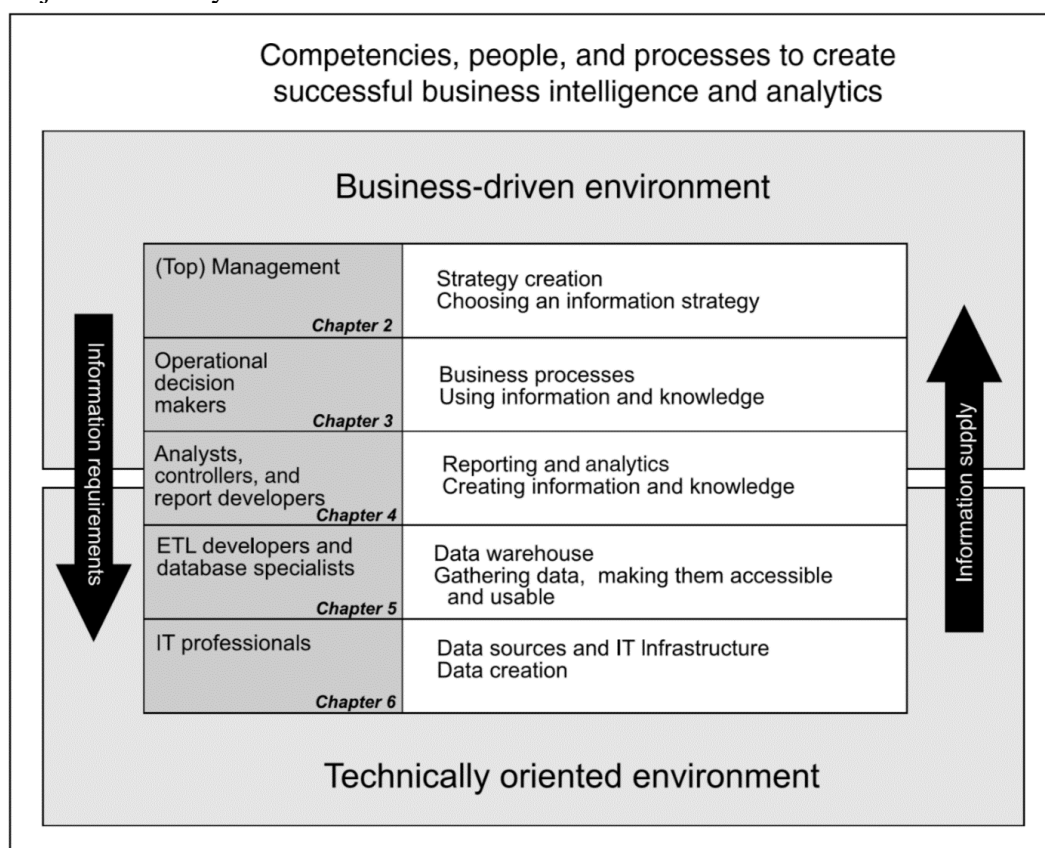 Competencies, people, and processes to create
successful business intelligence and analytics
Business-driven environment
(Top) Management
Chapter 2
Strategy creation
Choosing an information strategy
Operational
decision
makers
Chapter 3
Business processes
Using information and knowledge
Analysts,
controllers, and
report developers
Chapter 4
Reporting and analytics
Creating information and knowledge
ETL developers and
database specialists
Chapter 5
Data warehouse
Gathering data, making them accessible
and usable
IT professionals
Chapter 6
Data sources and IT Infrastructure
Data creation
Information requirements
Information supply
Technically oriented environment